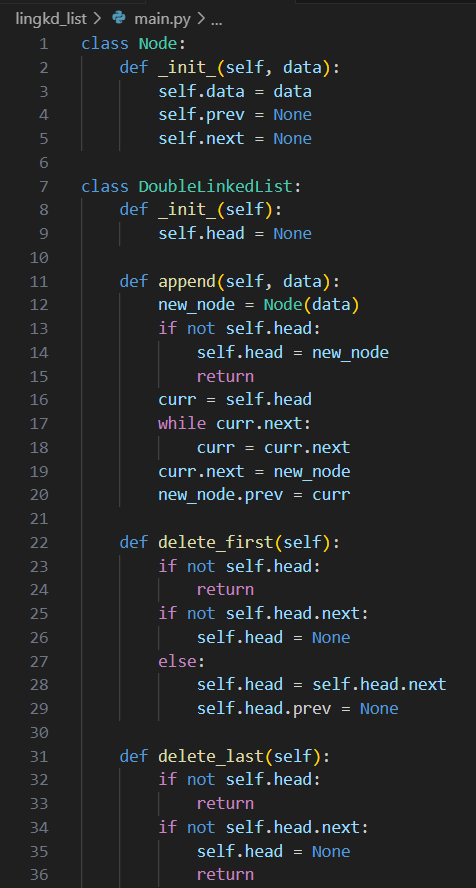 lingkd_list > main.py > ...
1 class Node:
2     def _init_(self, data):
3         self.data = data
4         self.prev = None
5         self.next = None
6
7 class DoubleLinkedList:
8     def _init_(self):
9         self.head = None
10
11     def append(self, data):
12         new_node = Node(data)
13         if not self.head:
14             self.head = new_node
15             return
16         curr = self.head
17         while curr.next:
18             curr = curr.next
19         curr.next = new_node
20         new_node.prev = curr
21
22     def delete_first(self):
23         if not self.head:
24             return
25         if not self.head.next:
26             self.head = None
27         else:
28             self.head = self.head.next
29             self.head.prev = None
30
31     def delete_last(self):
32         if not self.head:
33             return
34         if not self.head.next:
35             self.head = None
36             return